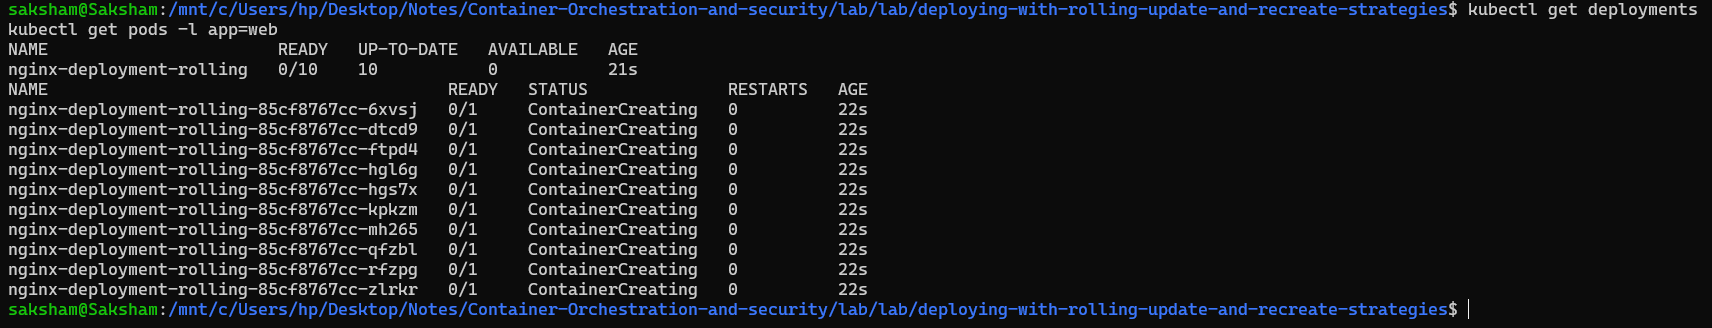 saksham@Saksham:/mnt/c/Users/hp/Desktop/Notes/Container-Orchestration-and-security/lab/lab/deploying-with-rolling-update-and-recreate-strategies$ kubectl get deployments
kubectl get pods -l app=web
NAME                       READY   UP-TO-DATE   AVAILABLE   AGE
nginx-deployment-rolling   0/10    10           0           21s
NAME                                        READY   STATUS              RESTARTS   AGE
nginx-deployment-rolling-85cf8767cc-6xvsj   0/1     ContainerCreating   0          22s
nginx-deployment-rolling-85cf8767cc-dtcd9   0/1     ContainerCreating   0          22s
nginx-deployment-rolling-85cf8767cc-ftpd4   0/1     ContainerCreating   0          22s
nginx-deployment-rolling-85cf8767cc-hgl6g   0/1     ContainerCreating   0          22s
nginx-deployment-rolling-85cf8767cc-hgs7x   0/1     ContainerCreating   0          22s
nginx-deployment-rolling-85cf8767cc-kpkzm   0/1     ContainerCreating   0          22s
nginx-deployment-rolling-85cf8767cc-mh265   0/1     ContainerCreating   0          22s
nginx-deployment-rolling-85cf8767cc-qfzbl   0/1     ContainerCreating   0          22s
nginx-deployment-rolling-85cf8767cc-rfzpg   0/1     ContainerCreating   0          22s
nginx-deployment-rolling-85cf8767cc-zlrkr   0/1     ContainerCreating   0          22s
saksham@Saksham:/mnt/c/Users/hp/Desktop/Notes/Container-Orchestration-and-security/lab/lab/deploying-with-rolling-update-and-recreate-strategies$